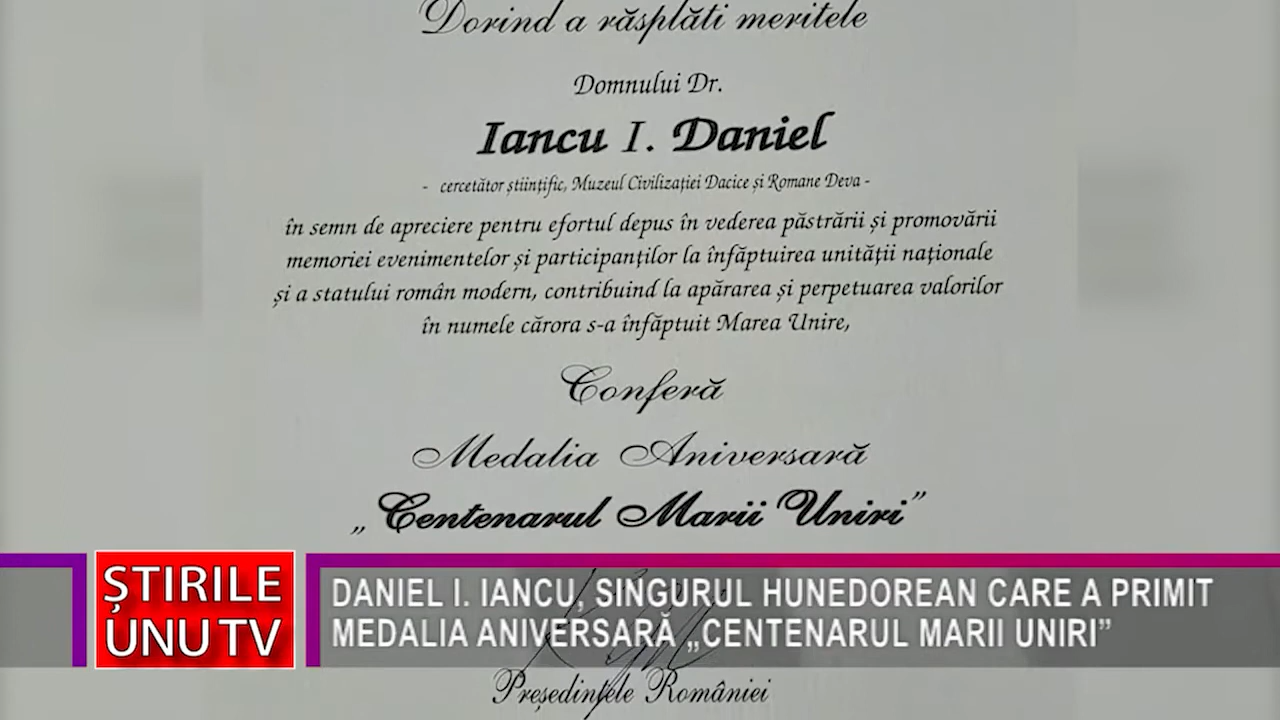 Dorind a răsplăti meritele
Domnului Dr.
Iancu I. Daniel
- cercetător științific, Muzeul Civilizației Dacice și Romane Deva -
în semn de apreciere pentru efortul depus în vederea păstrării și promovării
memoriei evenimentelor și participanților la înfăptuirea unității naționale
și a statului român modern, contribuind la apărarea și perpetuarea valorilor
în numele cărora s-a înfăptuit Marea Unire,
Conferă
Medalia Aniversară
„Centenarul Marii Uniri”
ȘTIRILE
UNU TV
DANIEL I. IANCU, SINGURUL HUNEDOREAN CARE A PRIMIT
MEDALIA ANIVERSARĂ „CENTENARUL MARII UNIRI”
Președintele României